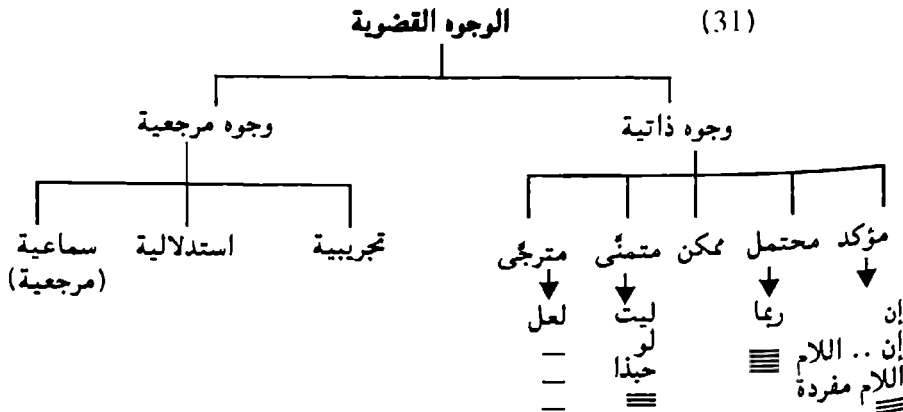 (31)
الوجوه القضوية
وجوه ذاتية وجوه مرجعية
مؤكد محتمل ممكن متمنَّى مترجَّى تجريبية استدلالية سماعية
(مرجعية)
إن ربما ليت لعل
إن .. اللام لو
اللام مفردة حبذا